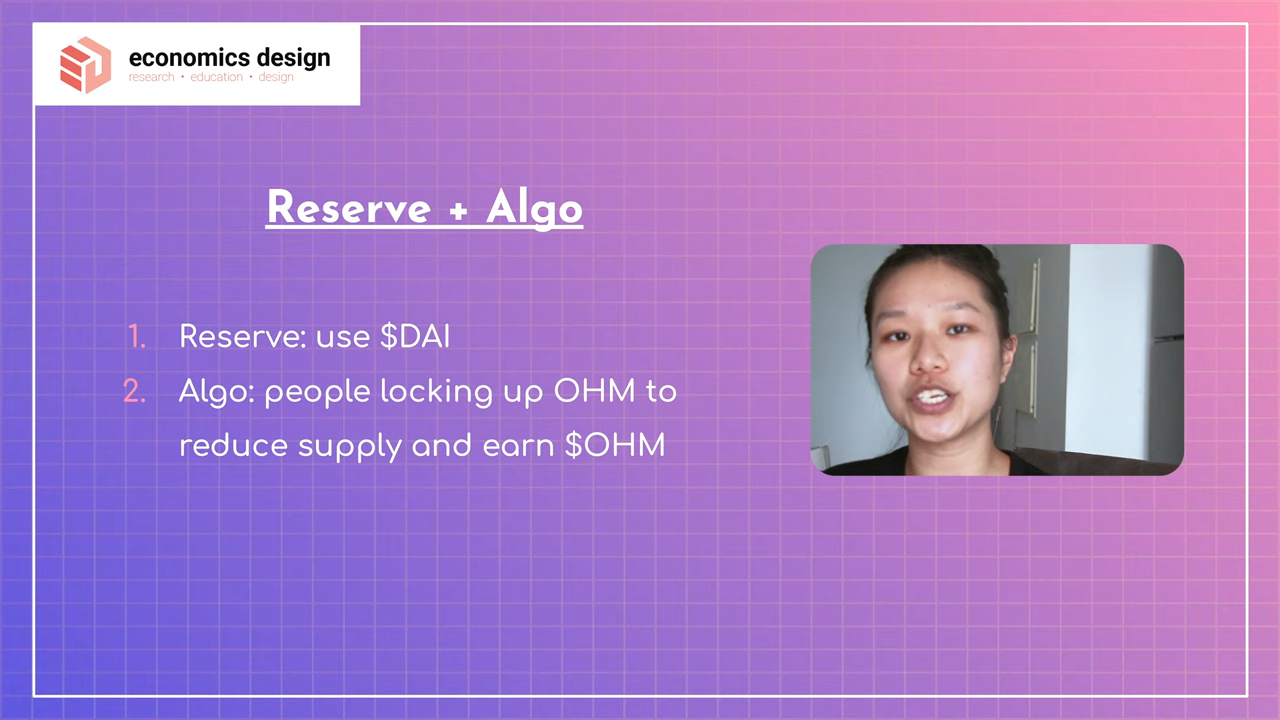 economics design
research • education • design
Reserve + Algo
1. Reserve: use $DAI
2. Algo: people locking up OHM to
reduce supply and earn $OHM